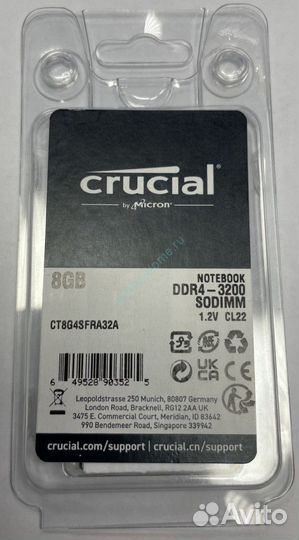 crucial
by Micron
8GB
NOTEBOOK
DDR4-3200
SODIMM
1.2V CL22
CT8G4SFRA32A
UK
CA
6 49528 90352 5
Leopoldstrasse 250 Munich, 80807 Germany
London Road, Bracknell, RG12 2AA UK
3475 E. Commercial Court, Meridian, ID 83642
990 Bendemeer Road, Singapore 339942
crucial.com/support | crucial.cn/support
Avito